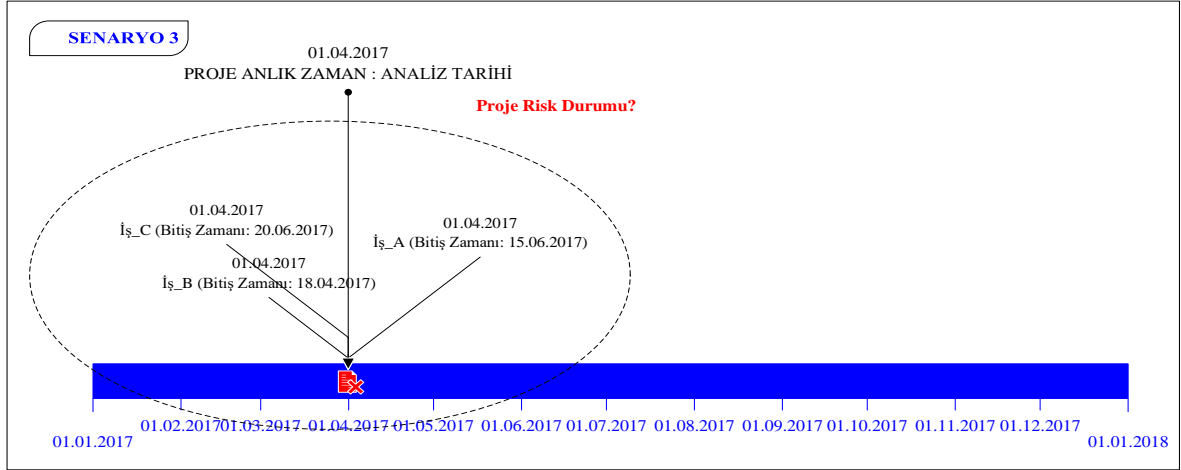 SENARYO 3
01.04.2017
PROJE ANLIK ZAMAN : ANALİZ TARİHİ
Proje Risk Durumu?
01.04.2017
İş_C (Bitiş Zamanı: 20.06.2017)
01.04.2017
İş_A (Bitiş Zamanı: 15.06.2017)
01.04.2017
İş_B (Bitiş Zamanı: 18.04.2017)
01.01.2017
01.02.2017
01.03.2017
01.04.2017
01.05.2017
01.06.2017
01.07.2017
01.08.2017
01.09.2017
01.10.2017
01.11.2017
01.12.2017
01.01.2018